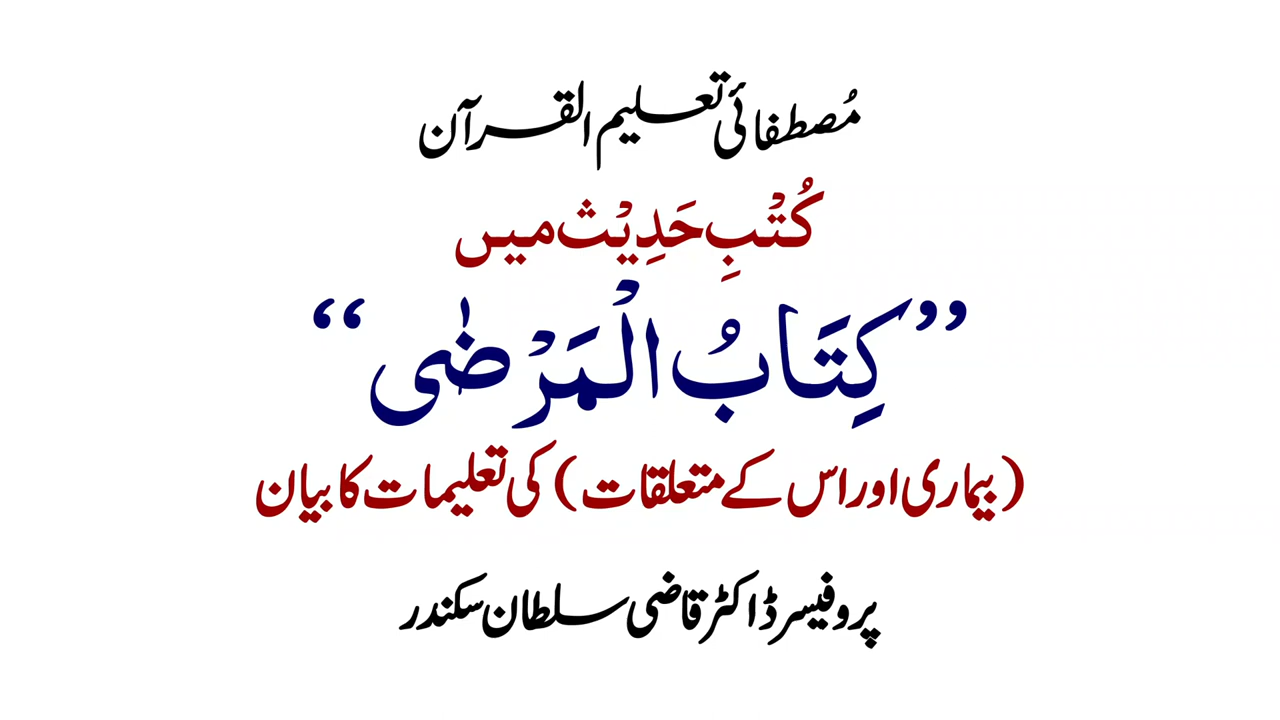 مُصطفائی تعلیم القرآن
کُتْبِ حَدِیْث میں
”کِتَابُ الْمَرْضٰی“
(بیماری اور اس کے متعلقات) کی تعلیمات کا بیان
پروفیسر ڈاکٹر قاضی سلطان سکندر